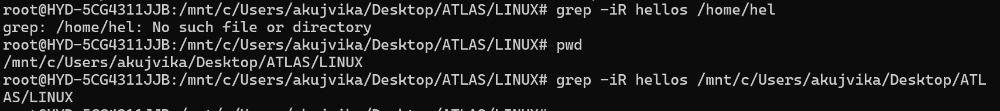 root@HYD-5CG4311JJB:/mnt/c/Users/akujvika/Desktop/ATLAS/LINUX# grep -iR hellos /home/hel
grep: /home/hel: No such file or directory
root@HYD-5CG4311JJB:/mnt/c/Users/akujvika/Desktop/ATLAS/LINUX# pwd
/mnt/c/Users/akujvika/Desktop/ATLAS/LINUX
root@HYD-5CG4311JJB:/mnt/c/Users/akujvika/Desktop/ATLAS/LINUX# grep -iR hellos /mnt/c/Users/akujvika/Desktop/ATL
AS/LINUX